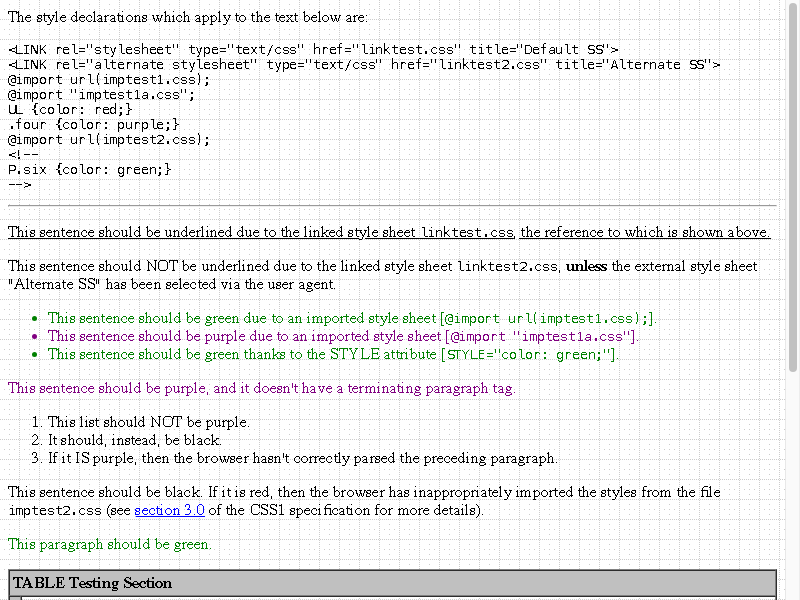 The style declarations which apply to the text below are:
<LINK rel="stylesheet" type="text/css" href="linktest.css" title="Default SS">
<LINK rel="alternate stylesheet" type="text/css" href="linktest2.css" title="Alternate SS">
@import url(imptest1.css);
@import "imptest1a.css";
UL {color: red;}
.four {color: purple;}
@import url(imptest2.css);
<!--
P.six {color: green;}
-->
This sentence should be underlined due to the linked style sheet linktest.css, the reference to which is shown above.
This sentence should NOT be underlined due to the linked style sheet linktest2.css, unless the external style sheet
"Alternate SS" has been selected via the user agent.
• This sentence should be green due to an imported style sheet [@import url(imptest1.css);].
• This sentence should be purple due to an imported style sheet [@import "imptest1a.css"].
• This sentence should be green thanks to the STYLE attribute [STYLE="color: green;"].
This sentence should be purple, and it doesn't have a terminating paragraph tag.
1. This list should NOT be purple.
2. It should, instead, be black.
3. If it IS purple, then the browser hasn't correctly parsed the preceding paragraph.
This sentence should be black. If it is red, then the browser has inappropriately imported the styles from the file
imptest2.css (see section 3.0 of the CSS1 specification for more details).
This paragraph should be green.
TABLE Testing Section